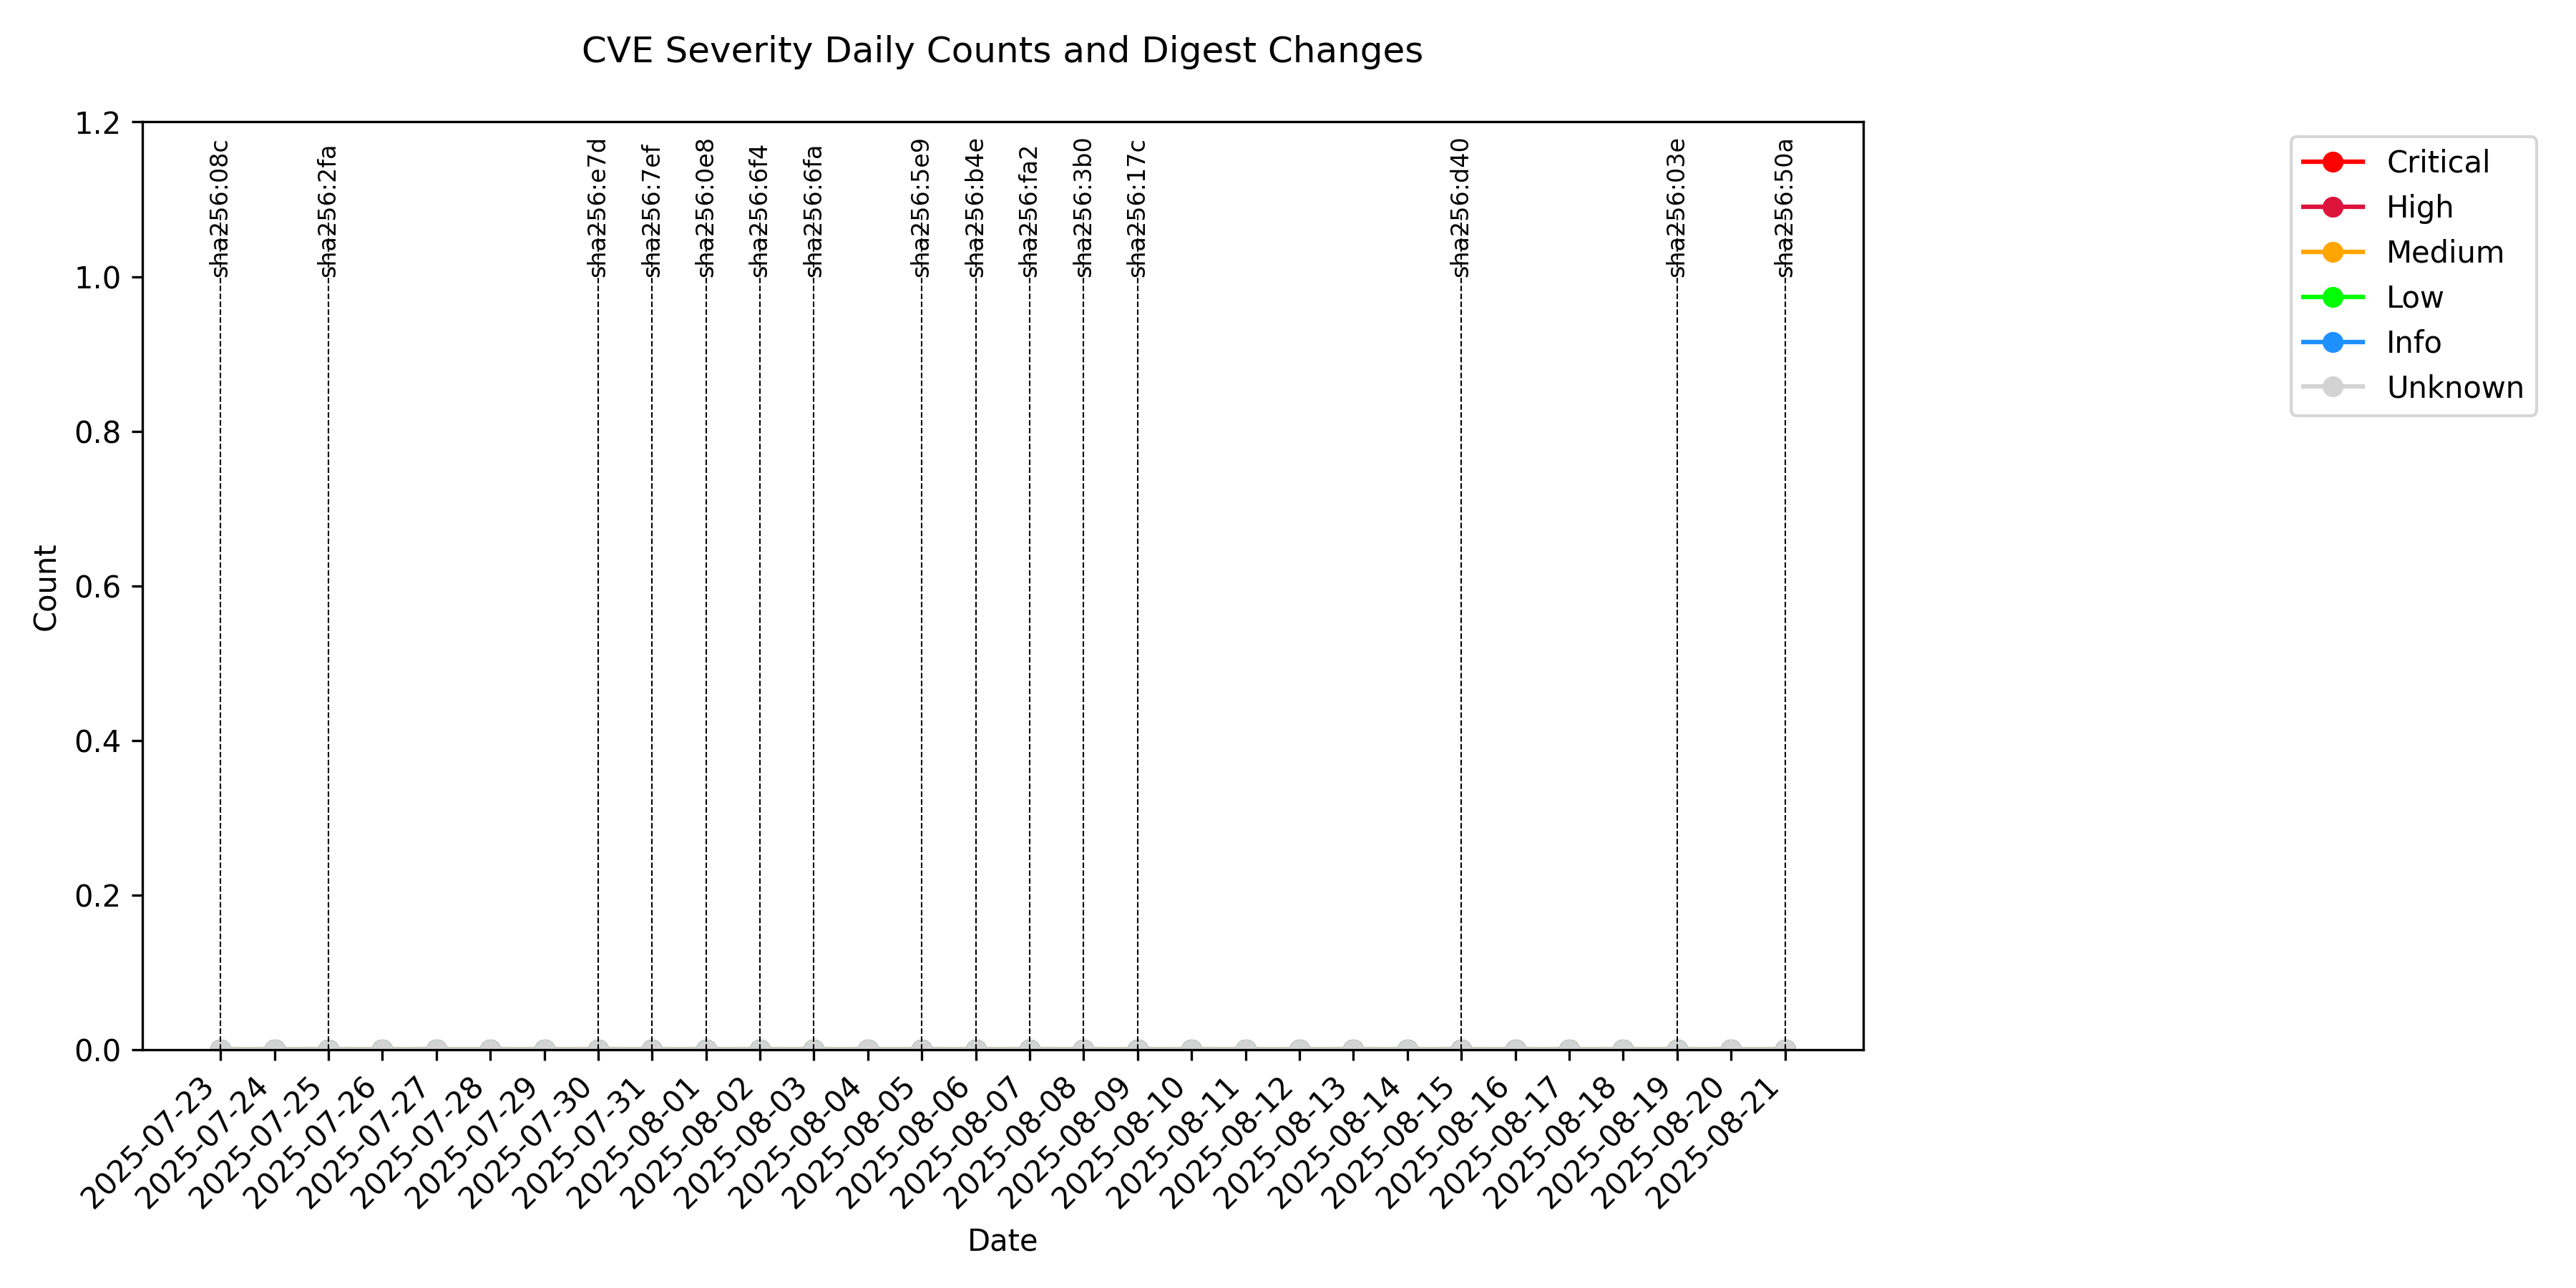 CVE Severity Daily Counts and Digest Changes
1.2
1.0
0.8
0.6
0.4
0.2
0.0
Count
sha256:08c
sha256:2fa
sha256:e7d
sha256:7ef
sha256:0e8
sha256:6f4
sha256:6fa
sha256:5e9
sha256:b4e
sha256:fa2
sha256:3b0
sha256:17c
sha256:d40
sha256:03e
sha256:50a
2025-07-23
2025-07-24
2025-07-25
2025-07-26
2025-07-27
2025-07-28
2025-07-29
2025-07-30
2025-07-31
2025-08-01
2025-08-02
2025-08-03
2025-08-04
2025-08-05
2025-08-06
2025-08-07
2025-08-08
2025-08-09
2025-08-10
2025-08-11
2025-08-12
2025-08-13
2025-08-14
2025-08-15
2025-08-16
2025-08-17
2025-08-18
2025-08-19
2025-08-20
2025-08-21
Date
Critical
High
Medium
Low
Info
Unknown